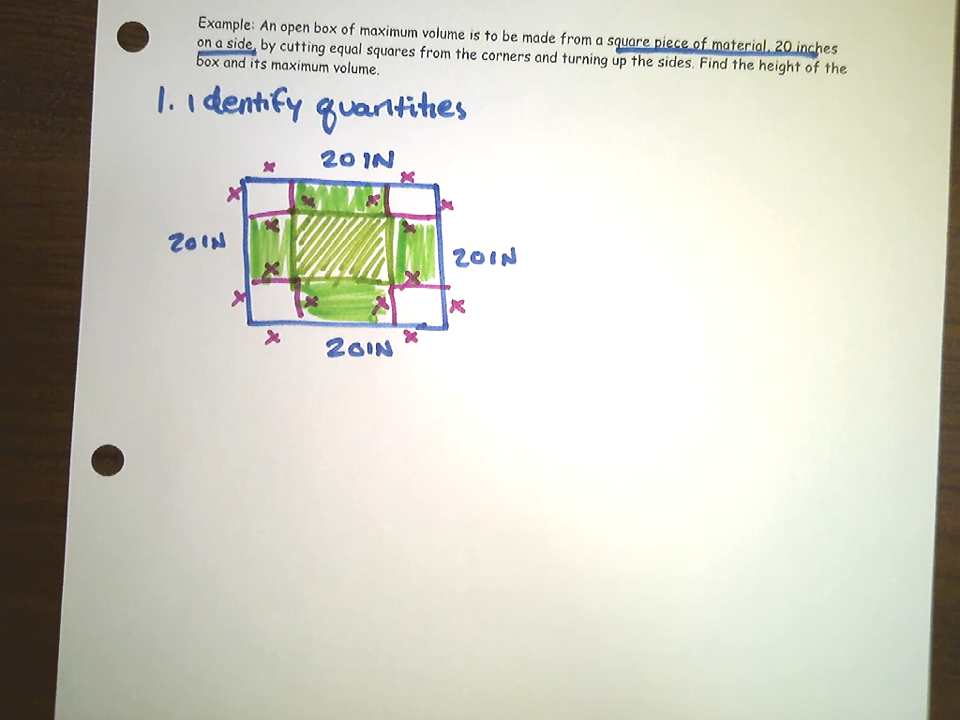 Example: An open box of maximum volume is to be made from a square piece of material, 20 inches
on a side, by cutting equal squares from the corners and turning up the sides. Find the height of the
box and its maximum volume.
1. identify quantities
20 IN
x x
x x
x x
x x
20 IN 20 IN
x x
x x x x
x x
20 IN